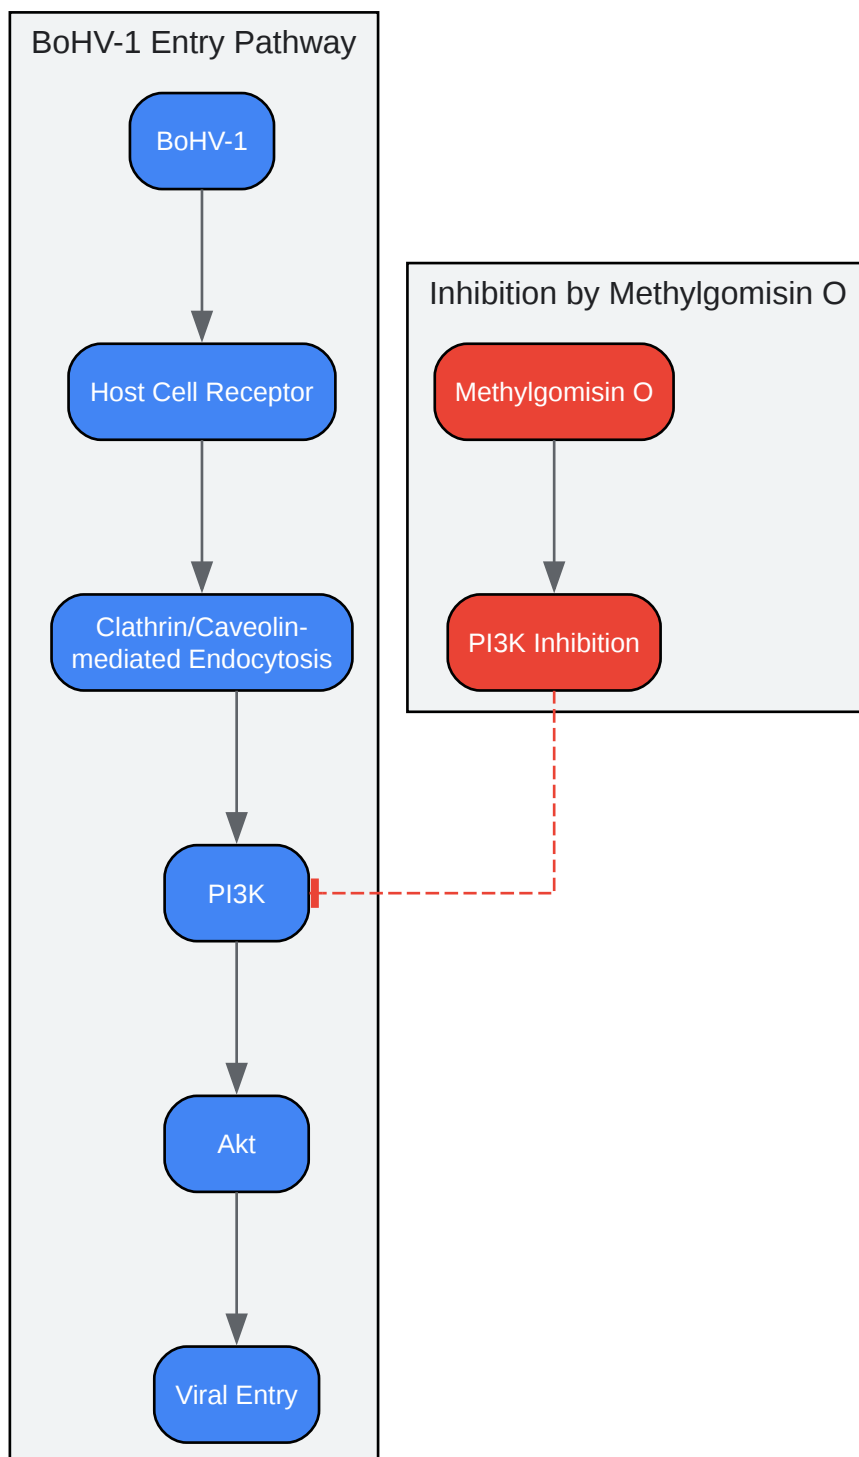 BoHV-1 Entry Pathway
BoHV-1
Host Cell Receptor
Clathrin/Caveolin-
mediated Endocytosis
PI3K
Akt
Viral Entry
Inhibition by Methylgomisin O
Methylgomisin O
PI3K Inhibition